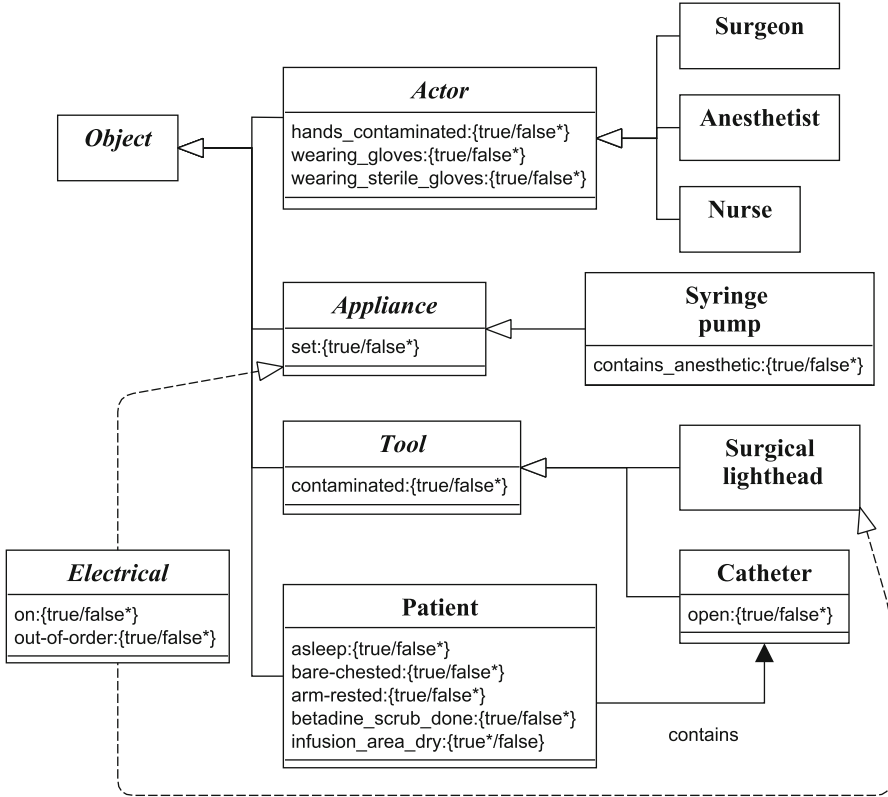 Surgeon
Actor
hands_contaminated:{true/false*}
wearing_gloves:{true/false*}
wearing_sterile_gloves:{true/false*}
Object
Anesthetist
Nurse
Appliance
set:{true/false*}
Syringe
pump
contains_anesthetic:{true/false*}
Tool
contaminated:{true/false*}
Surgical
lighthead
Electrical
on:{true/false*}
out-of-order:{true/false*}
Patient
asleep:{true/false*}
bare-chested:{true/false*}
arm-rested:{true/false*}
betadine_scrub_done:{true/false*}
infusion_area_dry:{true*/false}
Catheter
open:{true/false*}
contains